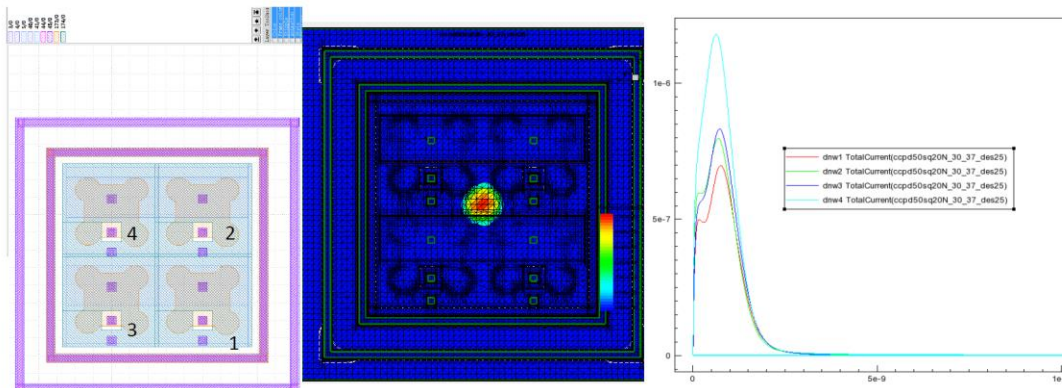 4
2
3
1
1e-6
5e-7
0
0
5e-9
dnw1 TotalCurrent(ccpd50sq20N_30_37_des25)
dnw2 TotalCurrent(ccpd50sq20N_30_37_des25)
dnw3 TotalCurrent(ccpd50sq20N_30_37_des25)
dnw4 TotalCurrent(ccpd50sq20N_30_37_des25)